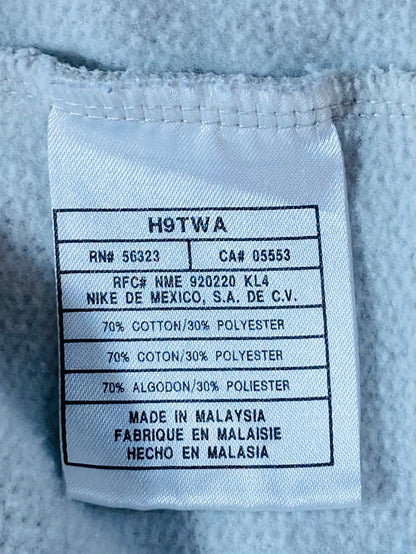 H9TWA
RN# 56323 CA# 05553
RFC# NME 920220 KL4
NIKE DE MEXICO, S.A. DE C.V.
70% COTTON/30% POLYESTER
70% COTON/30% POLYESTER
70% ALGODON/30% POLYESTER
MADE IN MALAYSIA
FABRIQUE EN MALAISIE
HECHO EN MALASIA